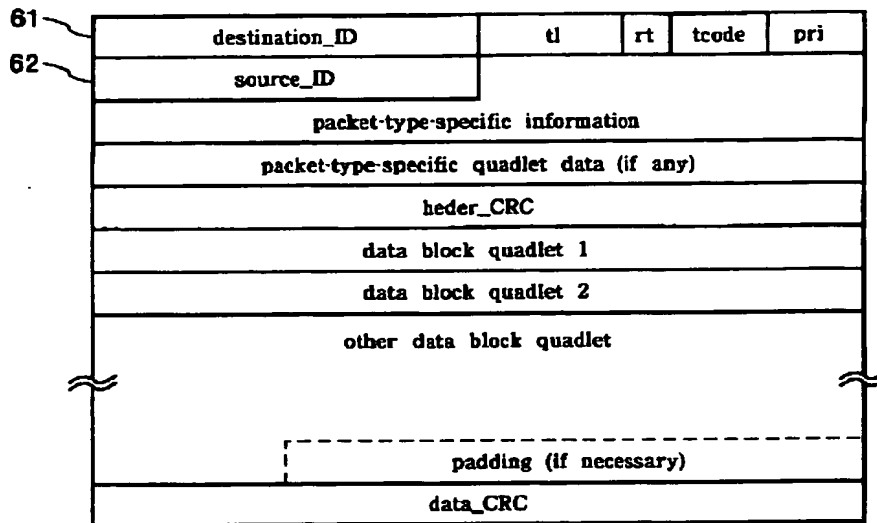 61 destination_ID tl rt tcode pri
62 source_ID
packet-type-specific information
packet-type-specific quadlet data (if any)
heder_CRC
data block quadlet 1
data block quadlet 2
other data block quadlet
padding (if necessary)
data_CRC